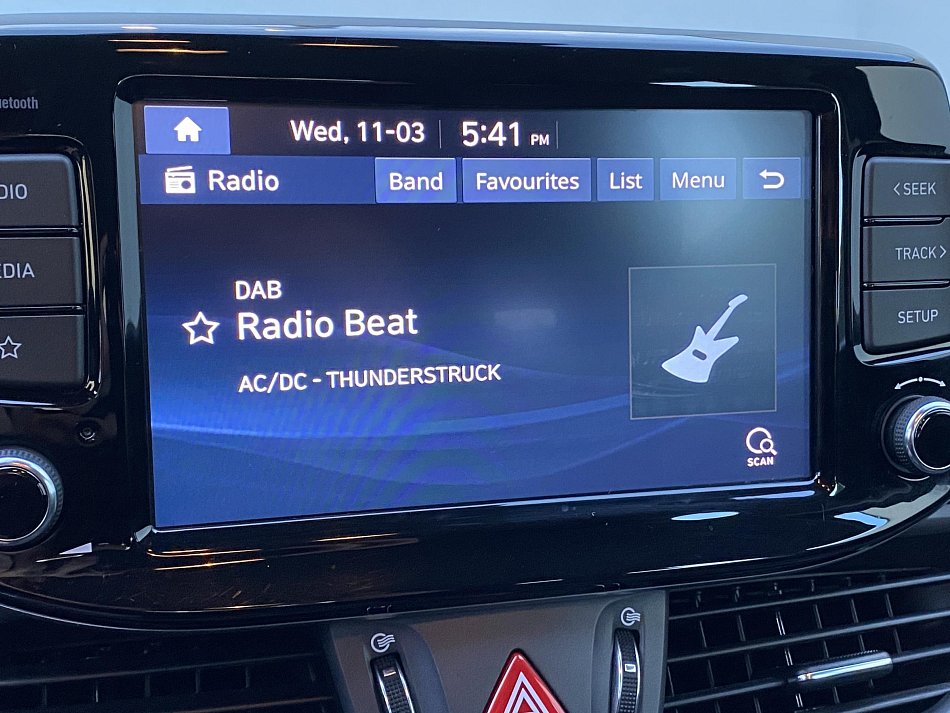 Wed, 11-03 5:41 PM
Radio Band Favourites List Menu
DAB
Radio Beat
AC/DC - THUNDERSTRUCK
SCAN
< SEEK
TRACK >
SETUP